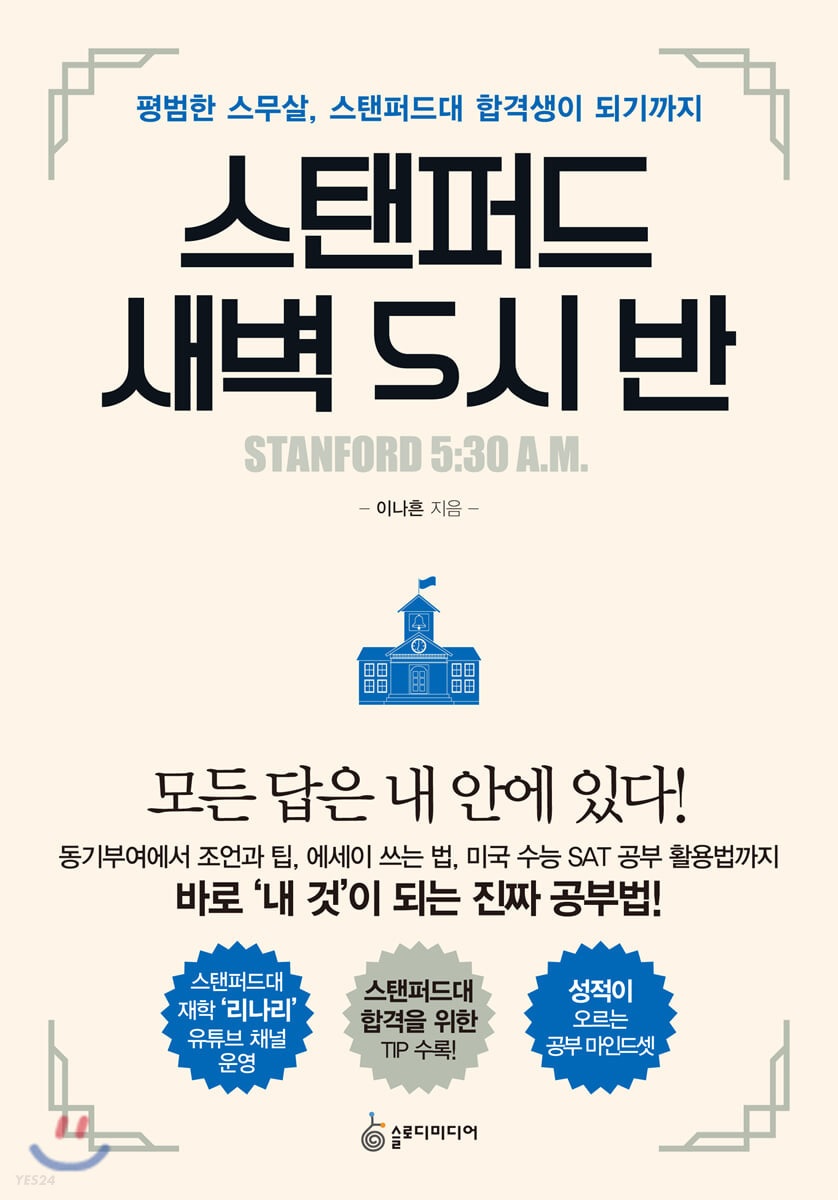 평범한 스무살, 스탠퍼드대 합격생이 되기까지
스탠퍼드
새벽 5시 반
STANFORD 5:30 A.M.
– 이나흔 지음 –
모든 답은 내 안에 있다!
동기부여에서 조언과 팁, 에세이 쓰는 법, 미국 수능 SAT 공부 활용법까지
바로 ‘내 것’이 되는 진짜 공부법!
스탠퍼드대
재학 ‘리나리’
유튜브 채널
운영
스탠퍼드대
합격을 위한
TIP 수록!
성적이
오르는
공부 마인드셋
슬로디미디어
YES24